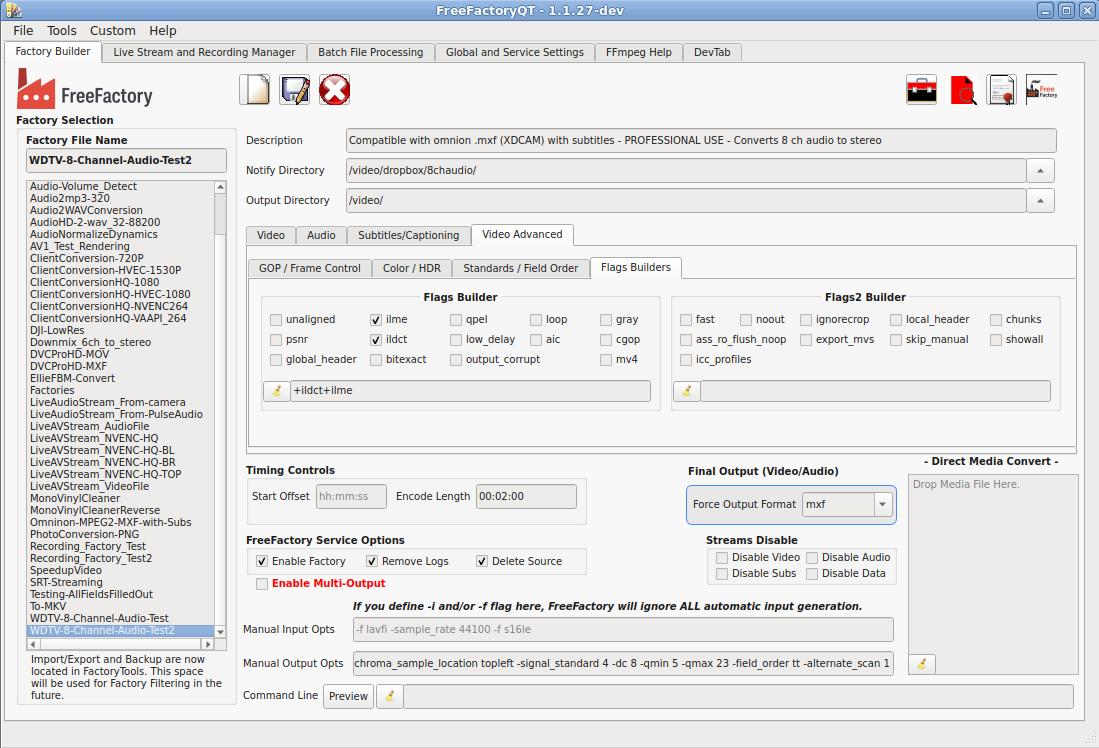 FreeFactoryQT - 1.1.27-dev
File Tools Custom Help
Factory Builder Live Stream and Recording Manager Batch File Processing Global and Service Settings FFmpeg Help DevTab
FreeFactory
Free
Factory
Factory Selection
Factory File Name
WDTV-8-Channel-Audio-Test2
Audio-Volume_Detect
Audio2mp3-320
Audio2WAVConversion
AudioHD-2-wav_32-88200
AudioNormalizeDynamics
AV1_Test_Rendering
ClientConversion-720P
ClientConversion-HVEC-1530P
ClientConversionHQ-1080
ClientConversionHQ-HVEC-1080
ClientConversionHQ-NVENC264
ClientConversionHQ-VAAPI_264
DJI-LowRes
Downmix_6ch_to_stereo
DVCProHD-MOV
DVCProHD-MXF
EllieFBM-Convert
Factories
LiveAudioStream_From-camera
LiveAudioStream_From-PulseAudio
LiveAVStream_AudioFile
LiveAVStream_NVENC-HQ
LiveAVStream_NVENC-HQ-BL
LiveAVStream_NVENC-HQ-BR
LiveAVStream_NVENC-HQ-TOP
LiveAVStream_VideoFile
MonoVinylCleaner
MonoVinylCleanerReverse
Omninon-MPEG2-MXF-with-Subs
PhotoConversion-PNG
Recording_Factory_Test
Recording_Factory_Test2
SpeedupVideo
SRT-Streaming
Testing-AllFieldsFilledOut
To-MKV
WDTV-8-Channel-Audio-Test
WDTV-8-Channel-Audio-Test2
Import/Export and Backup are now
located in FactoryTools. This space
will be used for Factory Filtering in the
future.
Description Compatible with omnion .mxf (XDCAM) with subtitles - PROFESSIONAL USE - Converts 8 ch audio to stereo
Notify Directory /video/dropbox/8chaudio/
Output Directory /video/
Video Audio Subtitles/Captioning Video Advanced
GOP / Frame Control Color / HDR Standards / Field Order Flags Builders
Flags Builder
unaligned ilme qpel loop gray
psnr ildct low_delay aic cgop
global_header bitexact output_corrupt mv4
+ildct+ilme
Flags2 Builder
fast noout ignorecrop local_header chunks
ass_ro_flush_noop export_mvs skip_manual showall
icc_profiles
Timing Controls
Start Offset hh:mm:ss Encode Length 00:02:00
Final Output (Video/Audio)
Force Output Format mxf
- Direct Media Convert -
Drop Media File Here.
FreeFactory Service Options
Enable Factory Remove Logs Delete Source
Enable Multi-Output
Streams Disable
Disable Video Disable Audio
Disable Subs Disable Data
If you define -i and/or -f flag here, FreeFactory will ignore ALL automatic input generation.
Manual Input Opts -f lavfi -sample_rate 44100 -f s16le
Manual Output Opts chroma_sample_location topleft -signal_standard 4 -dc 8 -qmin 5 -qmax 23 -field_order tt -alternate_scan 1
Command Line Preview